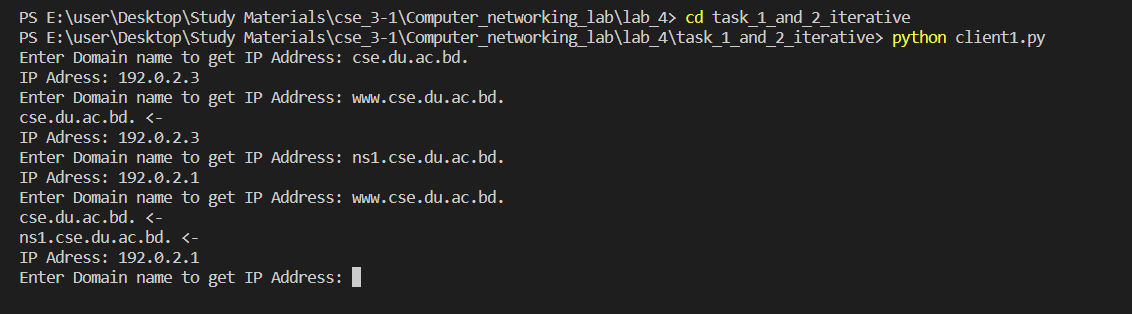 PS E:\user\Desktop\Study Materials\cse_3-1\Computer_networking_lab\lab_4> cd task_1_and_2_iterative
PS E:\user\Desktop\Study Materials\cse_3-1\Computer_networking_lab\lab_4\task_1_and_2_iterative> python client1.py
Enter Domain name to get IP Address: cse.du.ac.bd.
IP Adress: 192.0.2.3
Enter Domain name to get IP Address: www.cse.du.ac.bd.
cse.du.ac.bd. <-
IP Adress: 192.0.2.3
Enter Domain name to get IP Address: ns1.cse.du.ac.bd.
IP Adress: 192.0.2.1
Enter Domain name to get IP Address: www.cse.du.ac.bd.
cse.du.ac.bd. <-
ns1.cse.du.ac.bd. <-
IP Adress: 192.0.2.1
Enter Domain name to get IP Address: